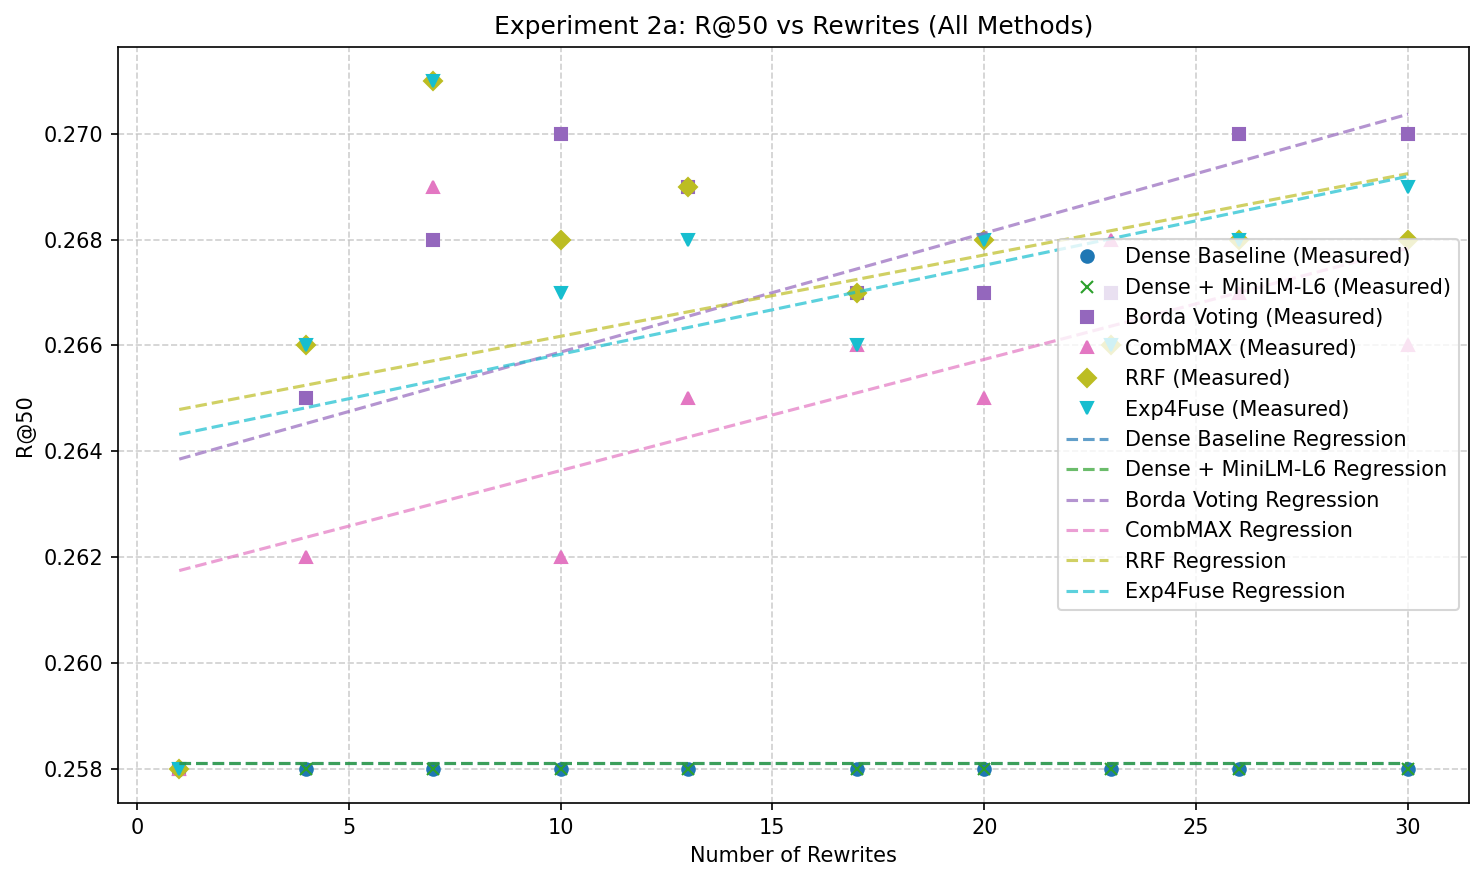 Experiment 2a: R@50 vs Rewrites (All Methods)
R@50
0.270
0.268
0.266
0.264
0.262
0.260
0.258
Dense Baseline (Measured)
Dense + MiniLM-L6 (Measured)
Borda Voting (Measured)
CombMAX (Measured)
RRF (Measured)
Exp4Fuse (Measured)
Dense Baseline Regression
Dense + MiniLM-L6 Regression
Borda Voting Regression
CombMAX Regression
RRF Regression
Exp4Fuse Regression
0 5 10 15 20 25 30
Number of Rewrites